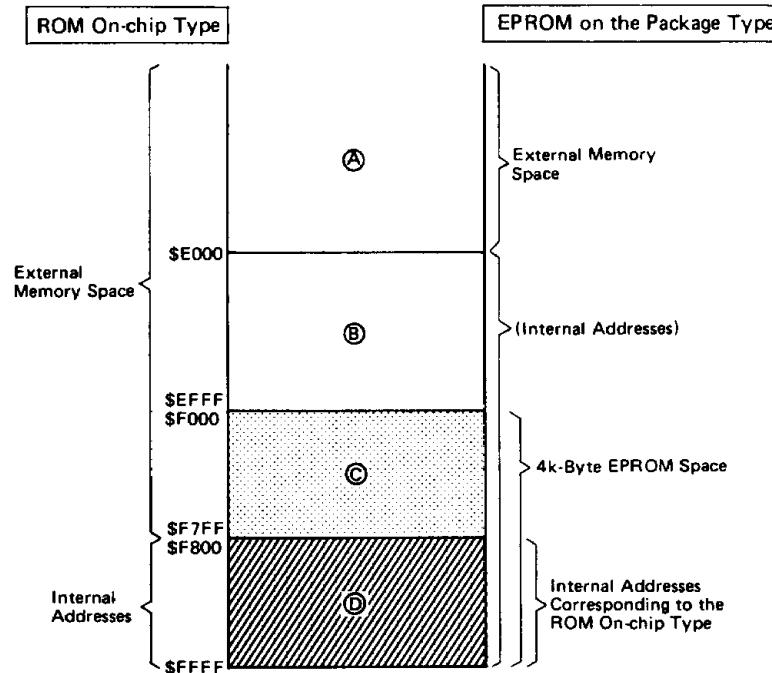 ROM On-chip Type
EPROM on the Package Type
Ⓐ
External Memory
Space
$E000
External
Memory Space
Ⓑ
(Internal Addresses)
$EFFF
$F000
Ⓒ
4k-Byte EPROM Space
$F7FF
$F800
Internal
Addresses
Ⓓ
Internal Addresses
Corresponding to the
ROM On-chip Type
$FFFF